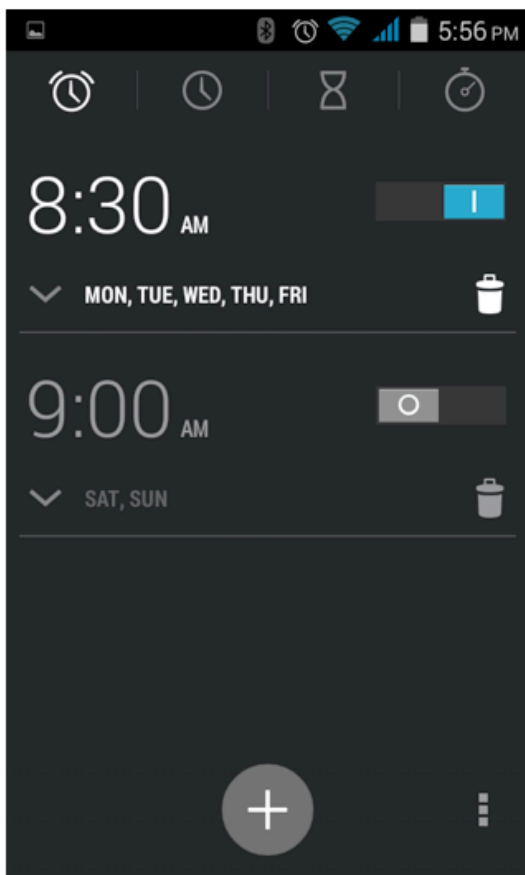 5:56 PM
8:30 AM
MON, TUE, WED, THU, FRI
9:00 AM
SAT, SUN